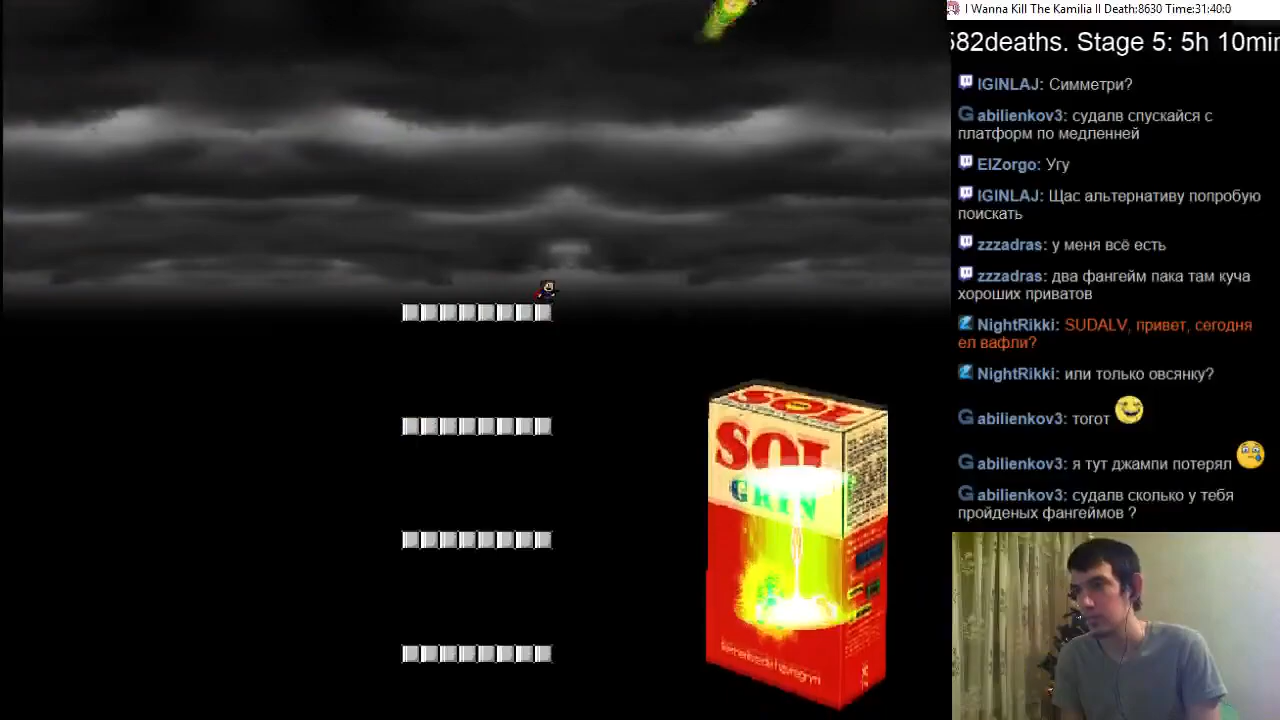 I Wanna Kill The Kamilia II Death:8630 Time:31:40:0
582deaths. Stage 5: 5h 10min
IGINLAJ: Симметри?
abilienkov3: судалв спускайся с
платформ по медленней
ElZorgo: Угу
IGINLAJ: Щас альтернативу попробую
поискать
zzzadras: у меня всё есть
zzzadras: два фангейм пака там куча
хороших приватов
NightRikki: SUDALV, привет, сегодня
ел вафли?
NightRikki: или только овсянку?
abilienkov3: тогот
abilienkov3: я тут джампи потерял
abilienkov3: судалв сколько у тебя
пройденых фангеймов ?
SOL
SOL
GRYN